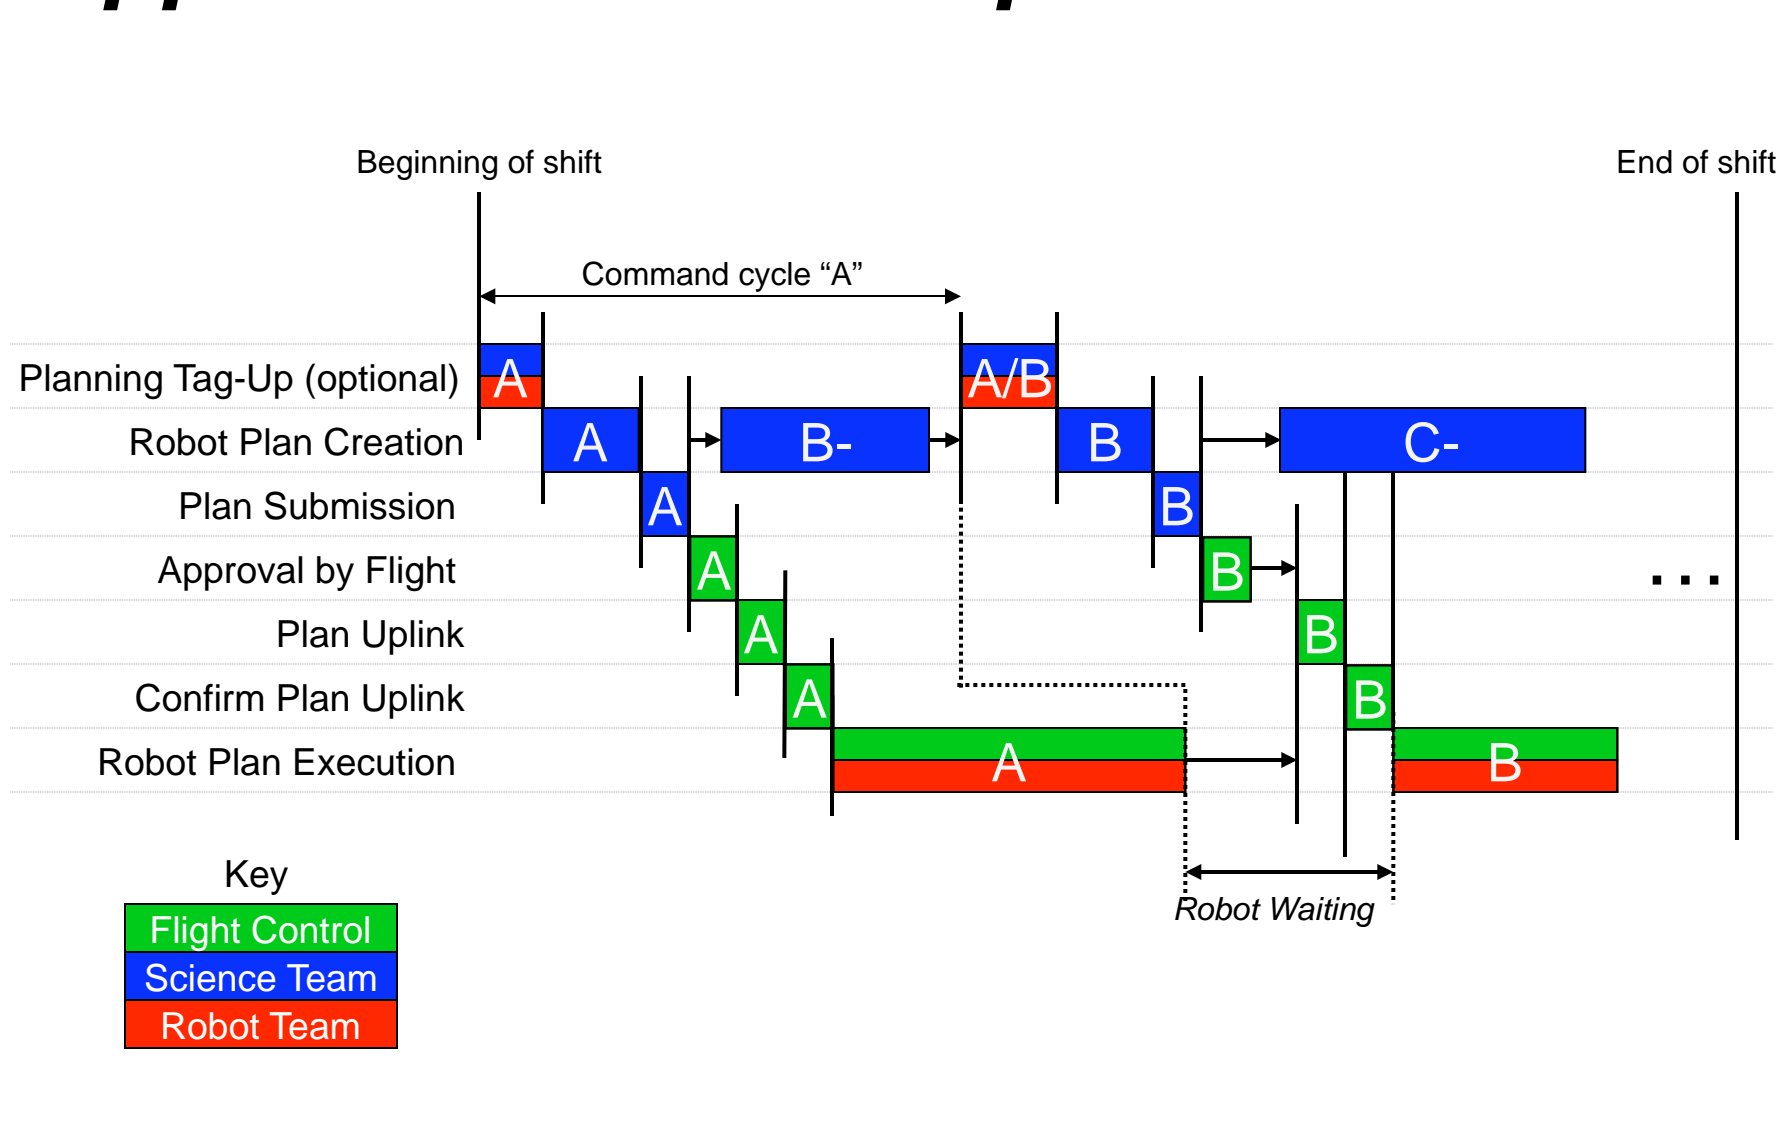 Beginning of shift
End of shift
Command cycle “A”
Planning Tag-Up (optional)
A
A/B
Robot Plan Creation
A
B-
B
C-
Plan Submission
A
B
Approval by Flight
A
B
. . .
Plan Uplink
A
B
Confirm Plan Uplink
A
B
Robot Plan Execution
A
B
Key
Robot Waiting
Flight Control
Science Team
Robot Team